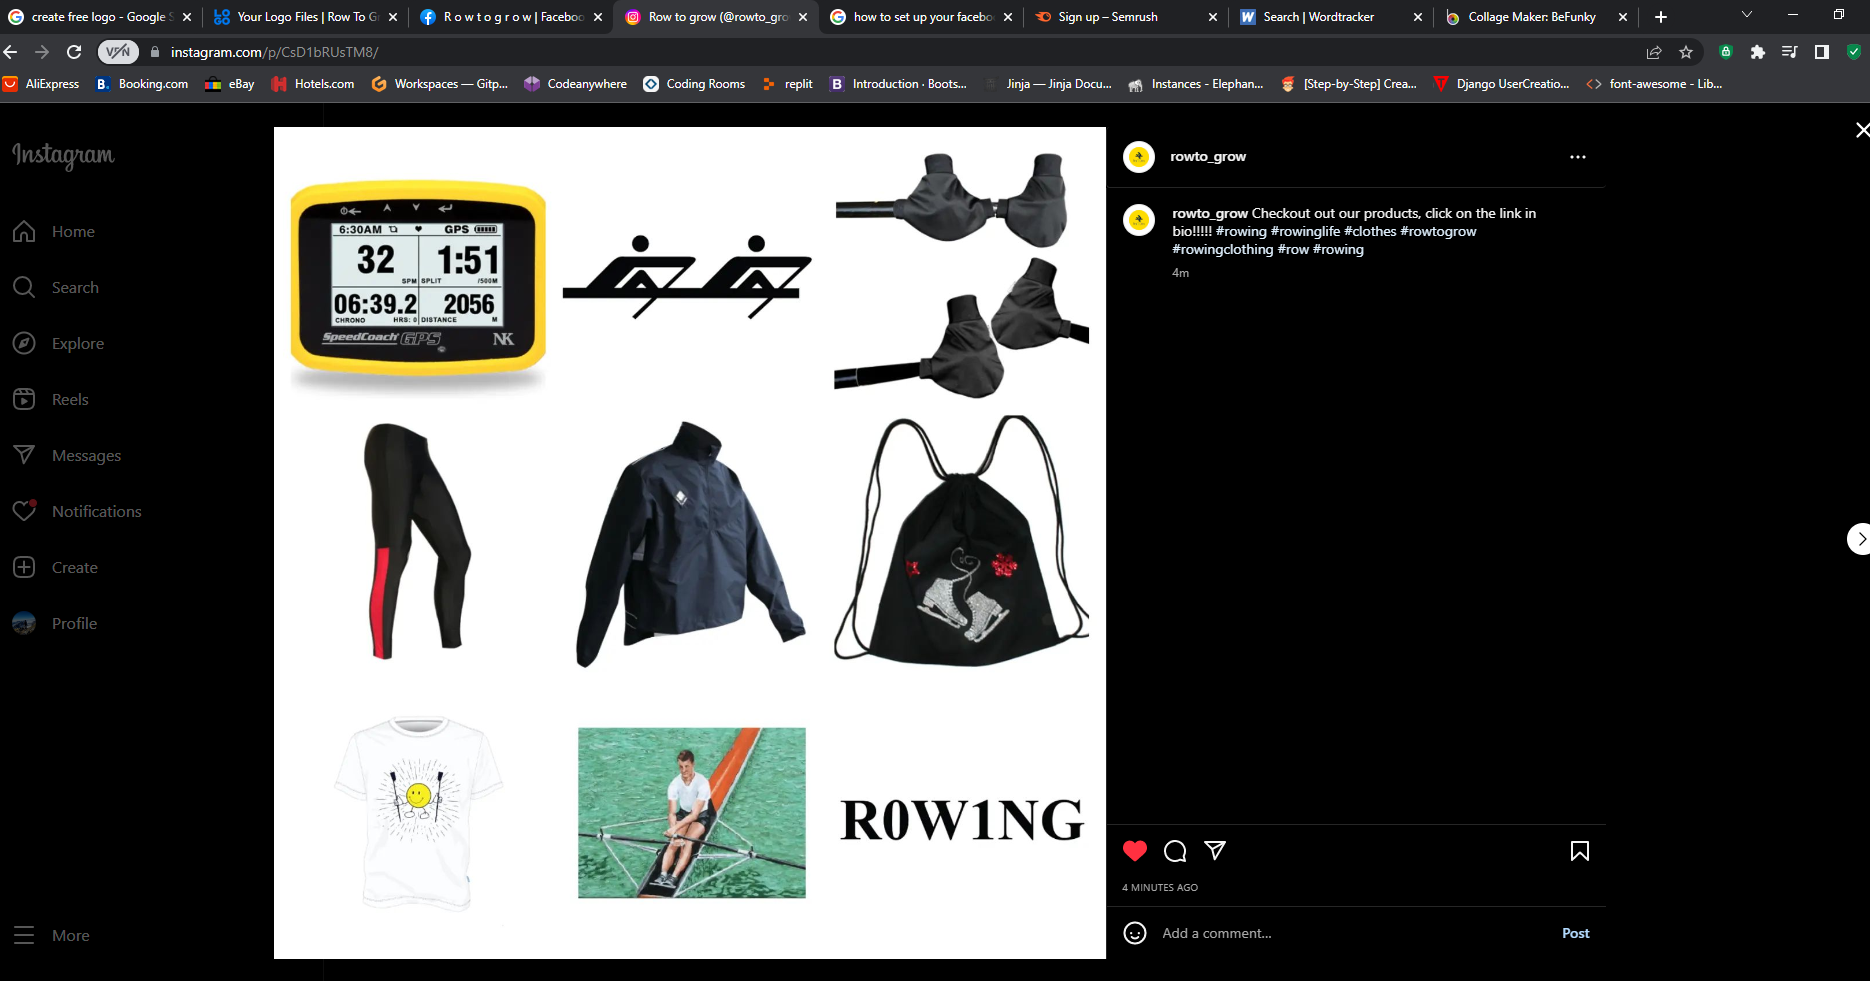 create free logo - Google S
Your Logo Files | Row To Gr
R o w t o g r o w | Faceboo
Row to grow (@rowto_gro
how to set up your facebo
Sign up – Semrush
Search | Wordtracker
Collage Maker: BeFunky
VPN
instagram.com/p/CsD1bRUsTM8/
AliExpress
Booking.com
eBay
Hotels.com
Workspaces — Gitp...
Codeanywhere
Coding Rooms
replit
Introduction · Boots...
Jinja — Jinja Docu...
Instances - Elephan...
[Step-by-Step] Crea...
Django UserCreatio...
font-awesome - Lib...
Instagram
Home
Search
Explore
Reels
Messages
Notifications
Create
Profile
More
6:30AM GPS
32 1:51
SPM SPLIT /500M
06:39.2 2056
CHRONO HRS: 0 DISTANCE M
SpeedCoach GPS NK
R0W1NG
rowto_grow
rowto_grow Checkout out our products, click on the link in
bio!!!!! #rowing #rowinglife #clothes #rowtogrow
#rowingclothing #row #rowing
4m
4 MINUTES AGO
Add a comment...
Post